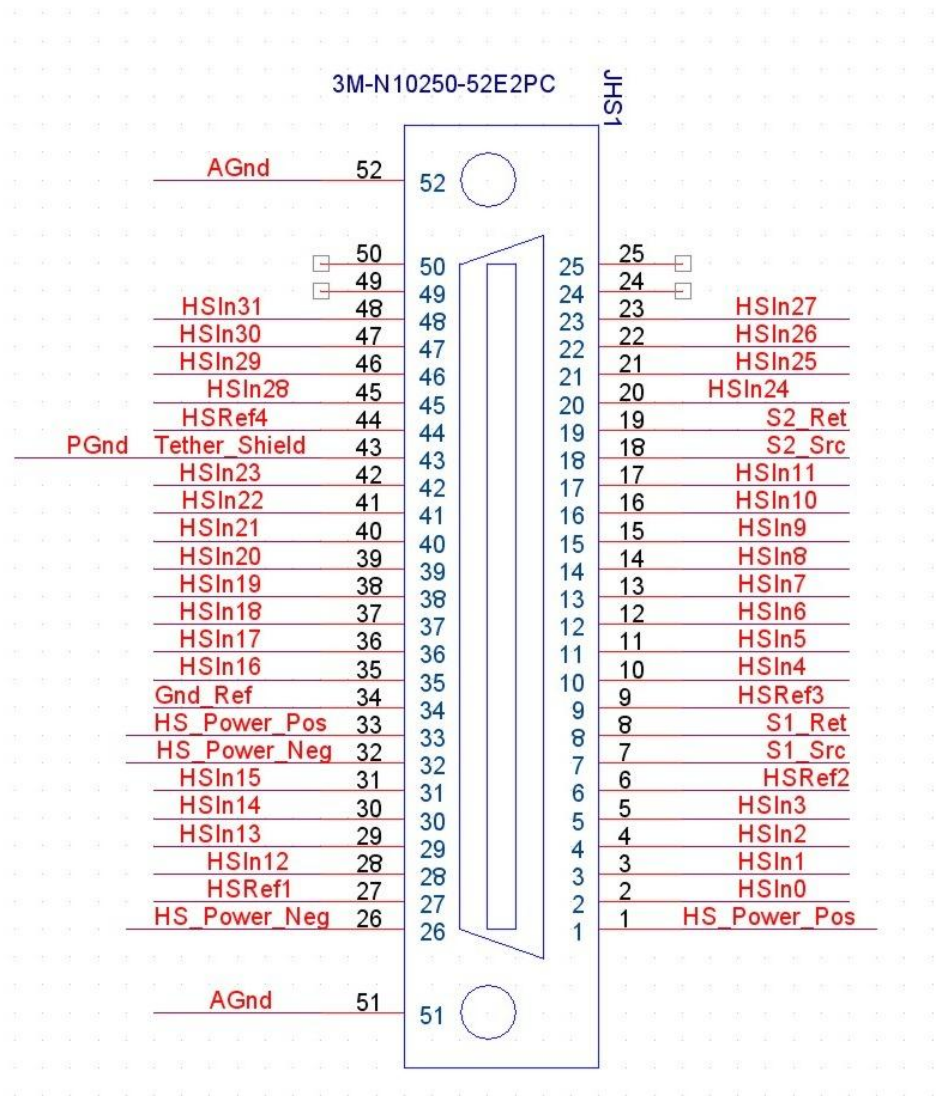 3M-N10250-52E2PC
JHS1
AGnd 52 52
50 50 25 25
49 49 24 24
HSIn31 48 48 23 23 HSIn27
HSIn30 47 47 22 22 HSIn26
HSIn29 46 46 21 21 HSIn25
HSIn28 45 45 20 20 HSIn24
HSRef4 44 44 19 19 S2_Ret
PGnd Tether_Shield 43 43 18 18 S2_Src
HSIn23 42 42 17 17 HSIn11
HSIn22 41 41 16 16 HSIn10
HSIn21 40 40 15 15 HSIn9
HSIn20 39 39 14 14 HSIn8
HSIn19 38 38 13 13 HSIn7
HSIn18 37 37 12 12 HSIn6
HSIn17 36 36 11 11 HSIn5
HSIn16 35 35 10 10 HSIn4
Gnd_Ref 34 34 9 9 HSRef3
HS_Power_Pos 33 33 8 8 S1_Ret
HS_Power_Neg 32 32 7 7 S1_Src
HSIn15 31 31 6 6 HSRef2
HSIn14 30 30 5 5 HSIn3
HSIn13 29 29 4 4 HSIn2
HSIn12 28 28 3 3 HSIn1
HSRef1 27 27 2 2 HSIn0
HS_Power_Neg 26 26 1 1 HS_Power_Pos
AGnd 51 51